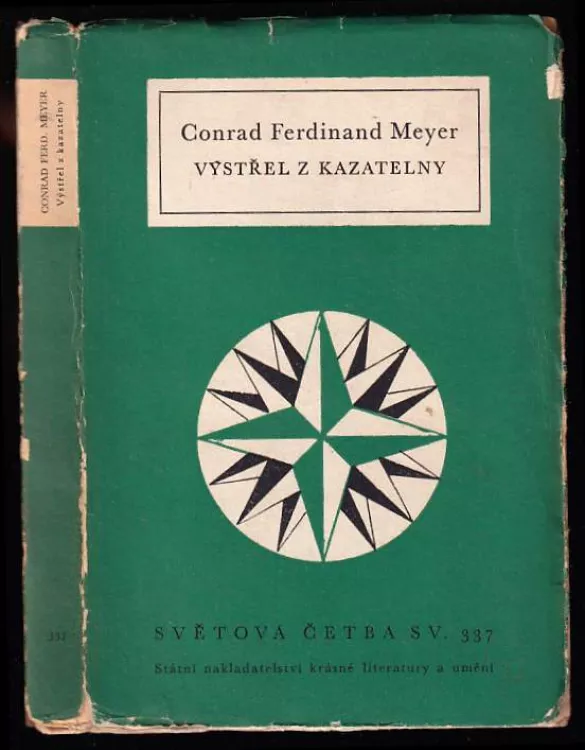 CONRAD FERD. MEYER
Výstřel z kazatelny
337
Conrad Ferdinand Meyer
VÝSTŘEL Z KAZATELNY
SVĚTOVÁ ČETBA SV. 337
Státní nakladatelství krásné literatury a umění